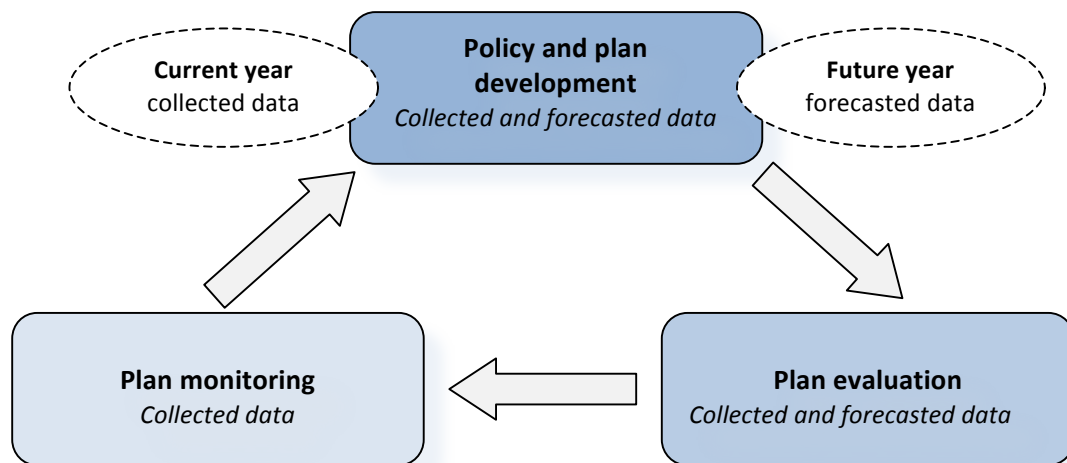 Current year
collected data
Policy and plan
development
Collected and forecasted data
Future year
forecasted data
Plan monitoring
Collected data
Plan evaluation
Collected and forecasted data